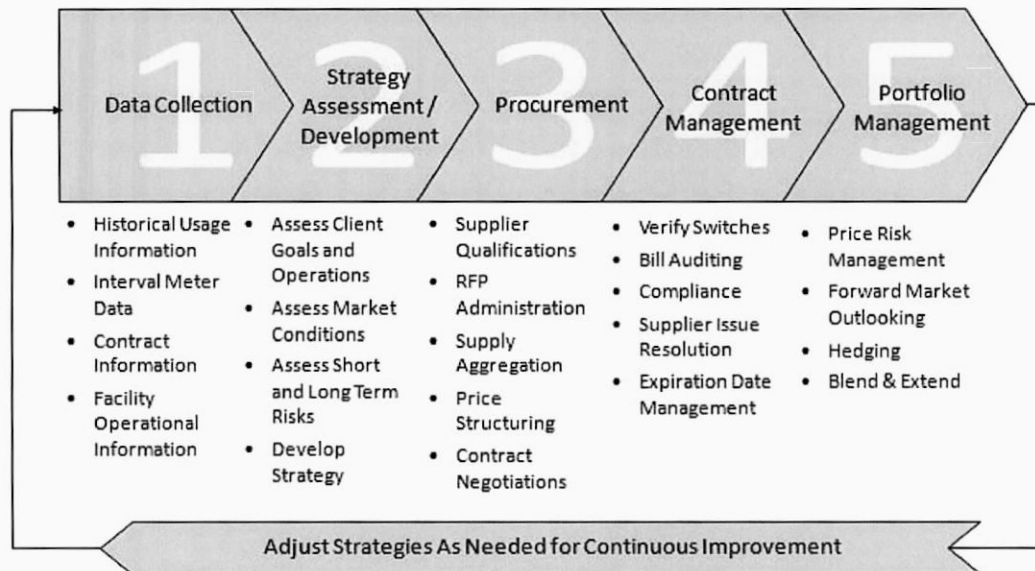 1
Data Collection
2
Strategy
Assessment /
Development
3
Procurement
4
Contract
Management
5
Portfolio
Management
• Historical Usage
Information
• Interval Meter
Data
• Contract
Information
• Facility
Operational
Information
• Assess Client
Goals and
Operations
• Assess Market
Conditions
• Assess Short
and Long Term
Risks
• Develop
Strategy
• Supplier
Qualifications
• RFP
Administration
• Supply
Aggregation
• Price
Structuring
• Contract
Negotiations
• Verify Switches
• Bill Auditing
• Compliance
• Supplier Issue
Resolution
• Expiration Date
Management
• Price Risk
Management
• Forward Market
Outlooking
• Hedging
• Blend & Extend
Adjust Strategies As Needed for Continuous Improvement